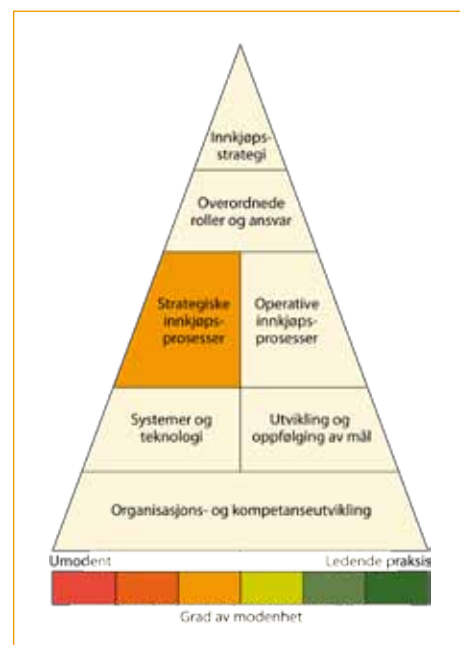 Innkjøps-
strategi
Overordnede
roller og ansvar
Strategiske
innkjøps-
prosesser
Operative
innkjøps-
prosesser
Systemer og
teknologi
Utvikling og
oppfølging av mål
Organisasjons- og kompetanseutvikling
Umodent
Ledende praksis
Grad av modenhet